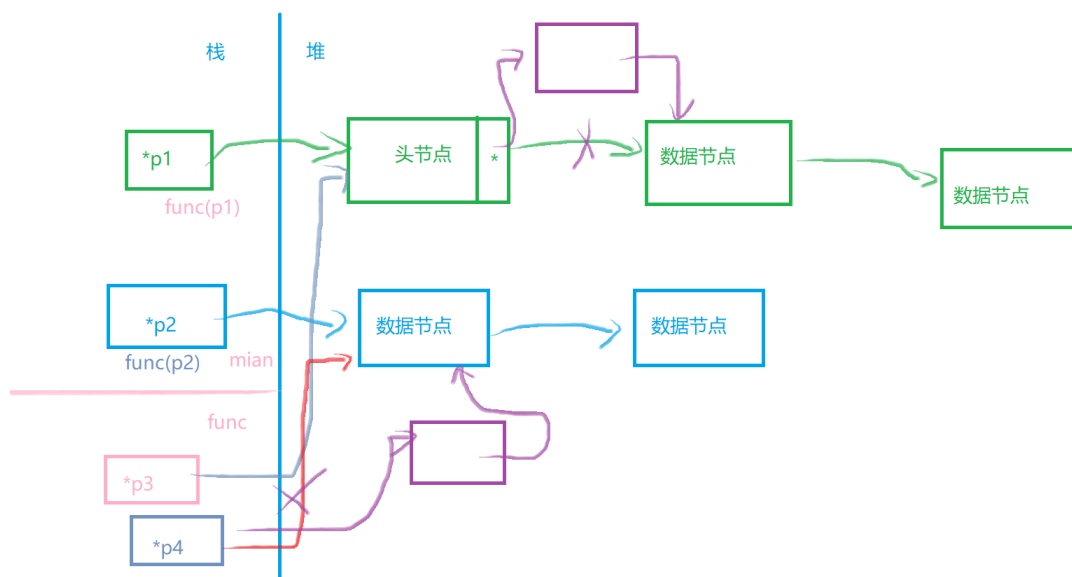 栈
堆
*p1
头节点
*
数据节点
数据节点
func(p1)
*p2
数据节点
数据节点
func(p2)
mian
func
*p3
*p4